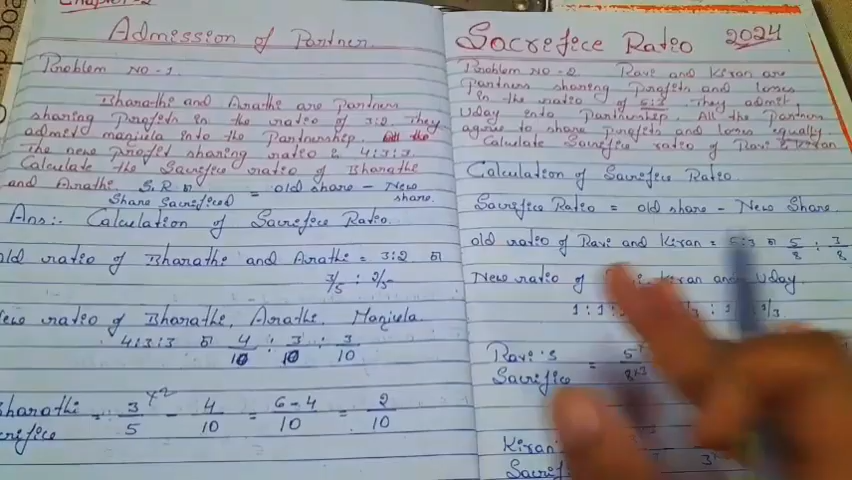 Chapter-2
Admission of Partner.
Problem No-1.
Bharathi and Arathi are Partners
sharing Profits in the ratio of 3:2. They
admit manjula into the Partnership.
The new profit sharing ratio is 4:3:3
Calculate the Sacrifice ratio of Bharathi
and Arathi. S.R or
Share Sacrificed = old share - New share.
Ans:- Calculation of Sacrifice Ratio.
old ratio of Bharathi and Arathi = 3:2 or
3/5 : 2/5
New ratio of Bharathi, Arathi, Manjula.
4:3:3 or 4/10 : 3/10 : 3/10
Bharathi Sacrifice = 3/5 ×2 - 4/10 = 6-4/10 = 2/10
Sacrefece Ratio 2024
Problem No-2 Ravi and Kiran are
Partners sharing Profits and losses
in the ratio of 5:3. They admit,
Uday into Partnership. All the Partners
agree to share profits and losses equally.
Calculate Sacrifice ratio of Ravi & Kiran
Calculation of Sacrifice Ratio.
Sacrifice Ratio = old share - New Share.
old ratio of Ravi and Kiran = 5:3 or 5/8 : 3/8
New ratio of Kiran and Uday.
1:1:
Ravi's Sacrifice =
Kiran